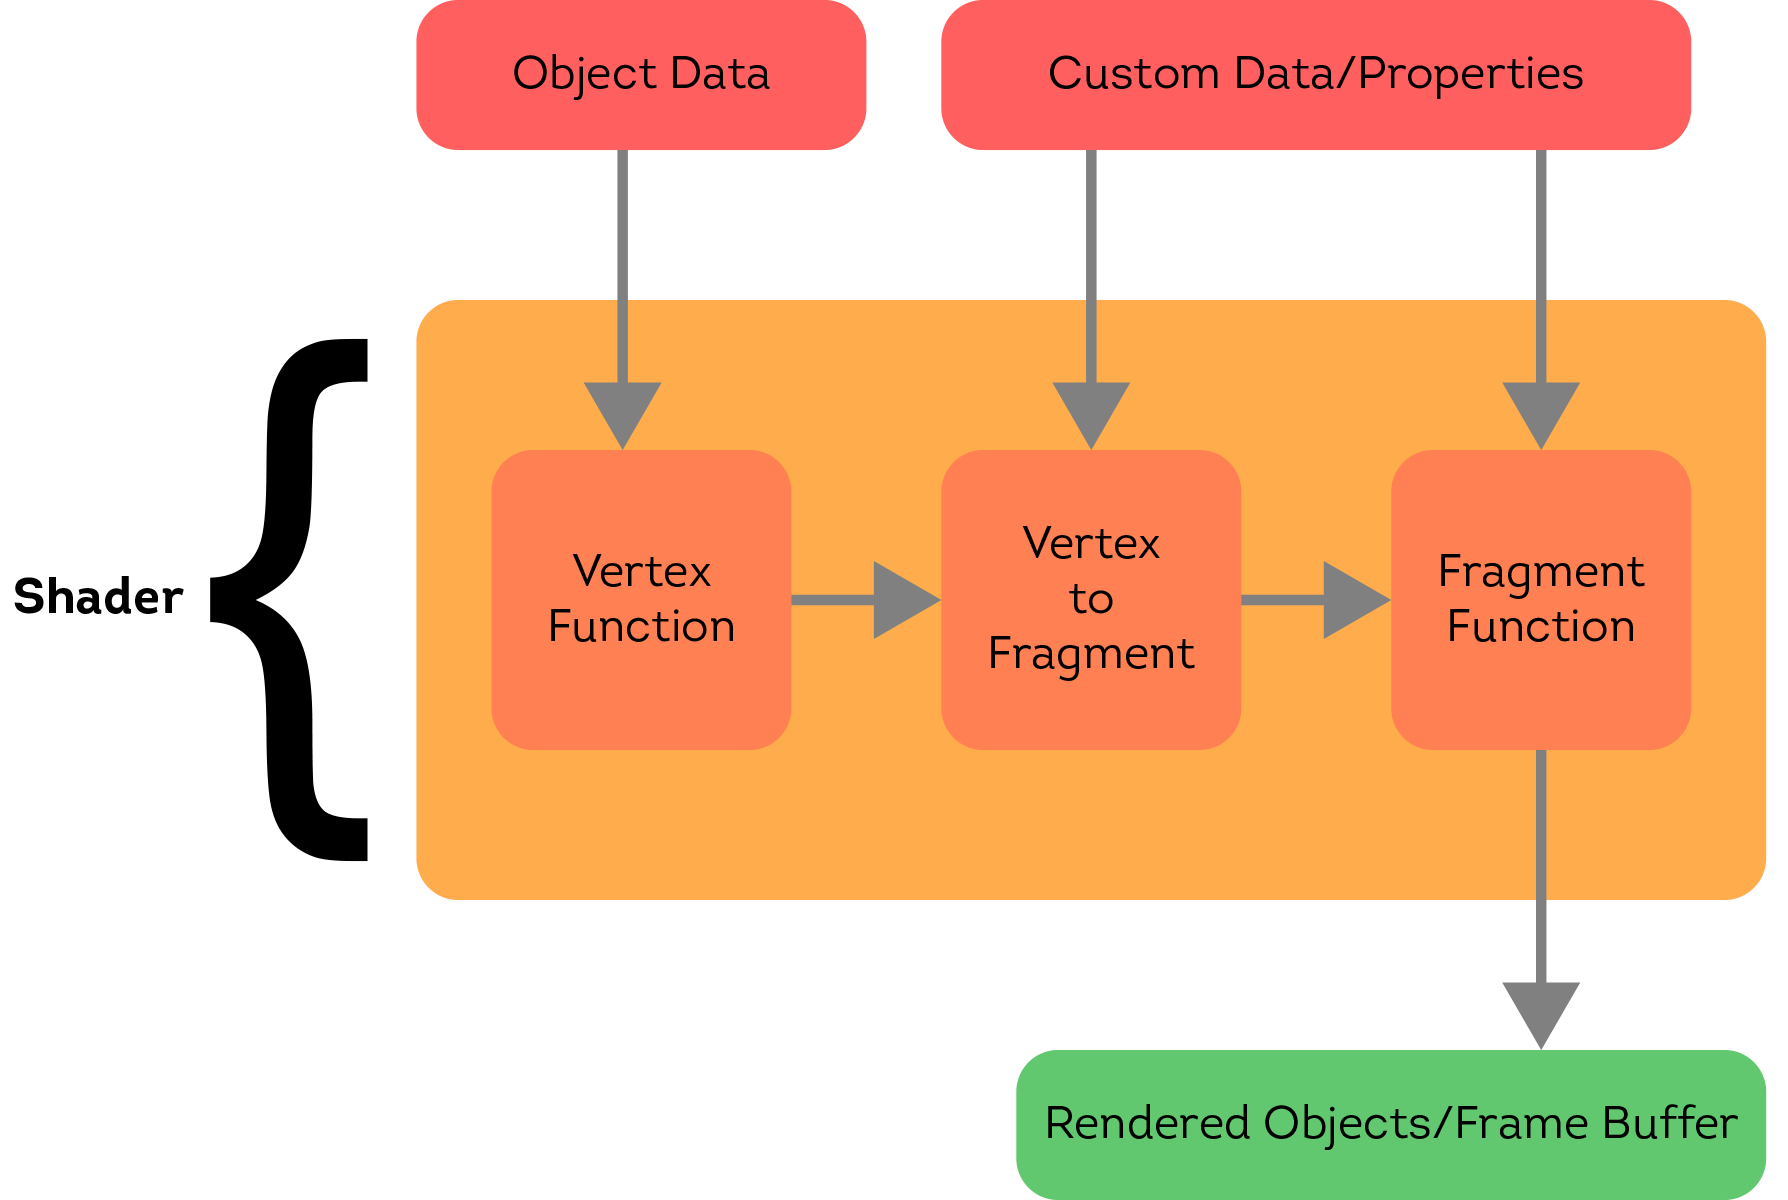 Object Data
Custom Data/Properties
Shader
Vertex
Function
Vertex
to
Fragment
Fragment
Function
Rendered Objects/Frame Buffer